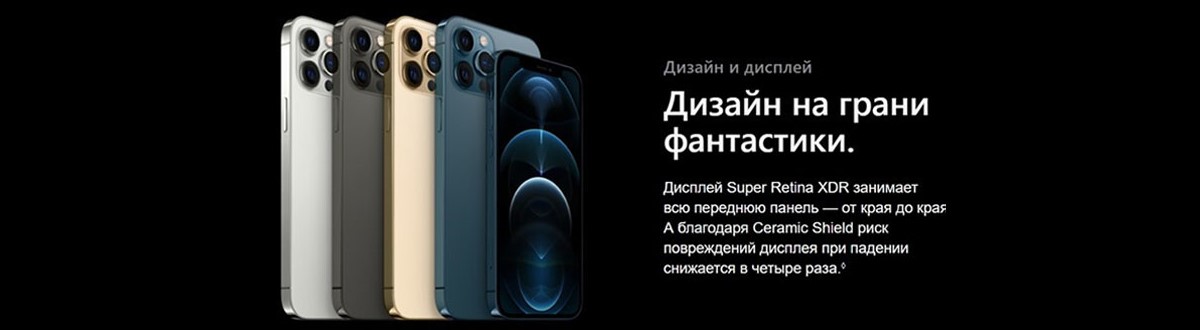 Дизайн и дисплей
Дизайн на грани
фантастики.
Дисплей Super Retina XDR занимает
всю переднюю панель — от края до края
А благодаря Ceramic Shield риск
повреждений дисплея при падении
снижается в четыре раза.◊